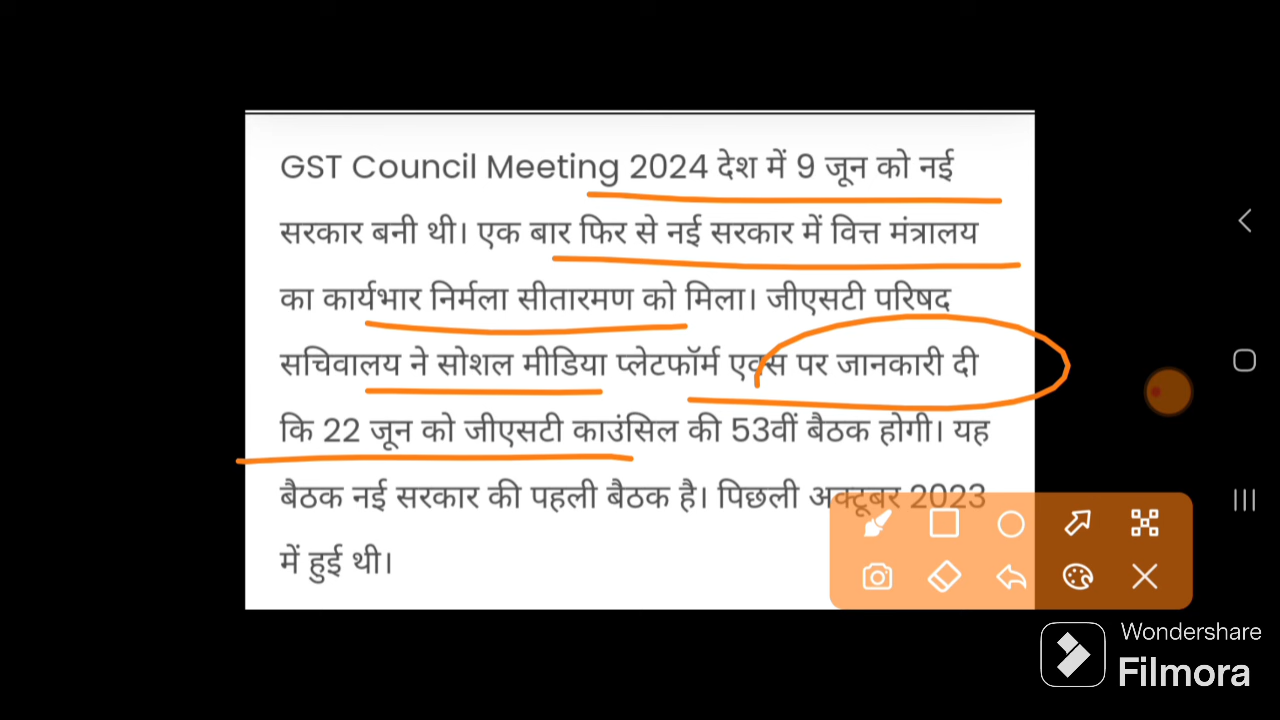 GST Council Meeting 2024 देश में 9 जून को नई
सरकार बनी थी। एक बार फिर से नई सरकार में वित्त मंत्रालय
का कार्यभार निर्मला सीतारमण को मिला। जीएसटी परिषद
सचिवालय ने सोशल मीडिया प्लेटफॉर्म एक्स पर जानकारी दी
कि 22 जून को जीएसटी काउंसिल की 53वीं बैठक होगी। यह
बैठक नई सरकार की पहली बैठक है। पिछली अक्टूबर 2023
में हुई थी।
Wondershare
Filmora